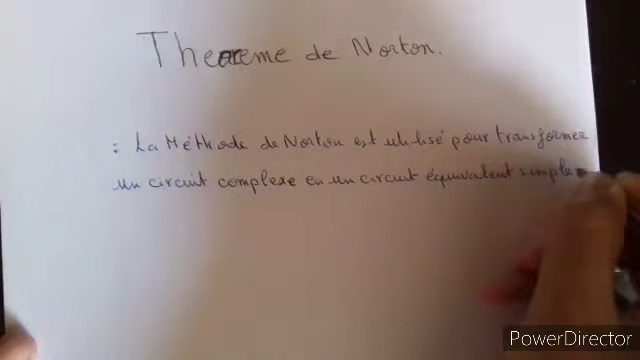 Theoreme de Norton.
: La Méthode de Norton est utilisé pour transformer
un circuit complexe en un circuit équivalent simple
PowerDirector